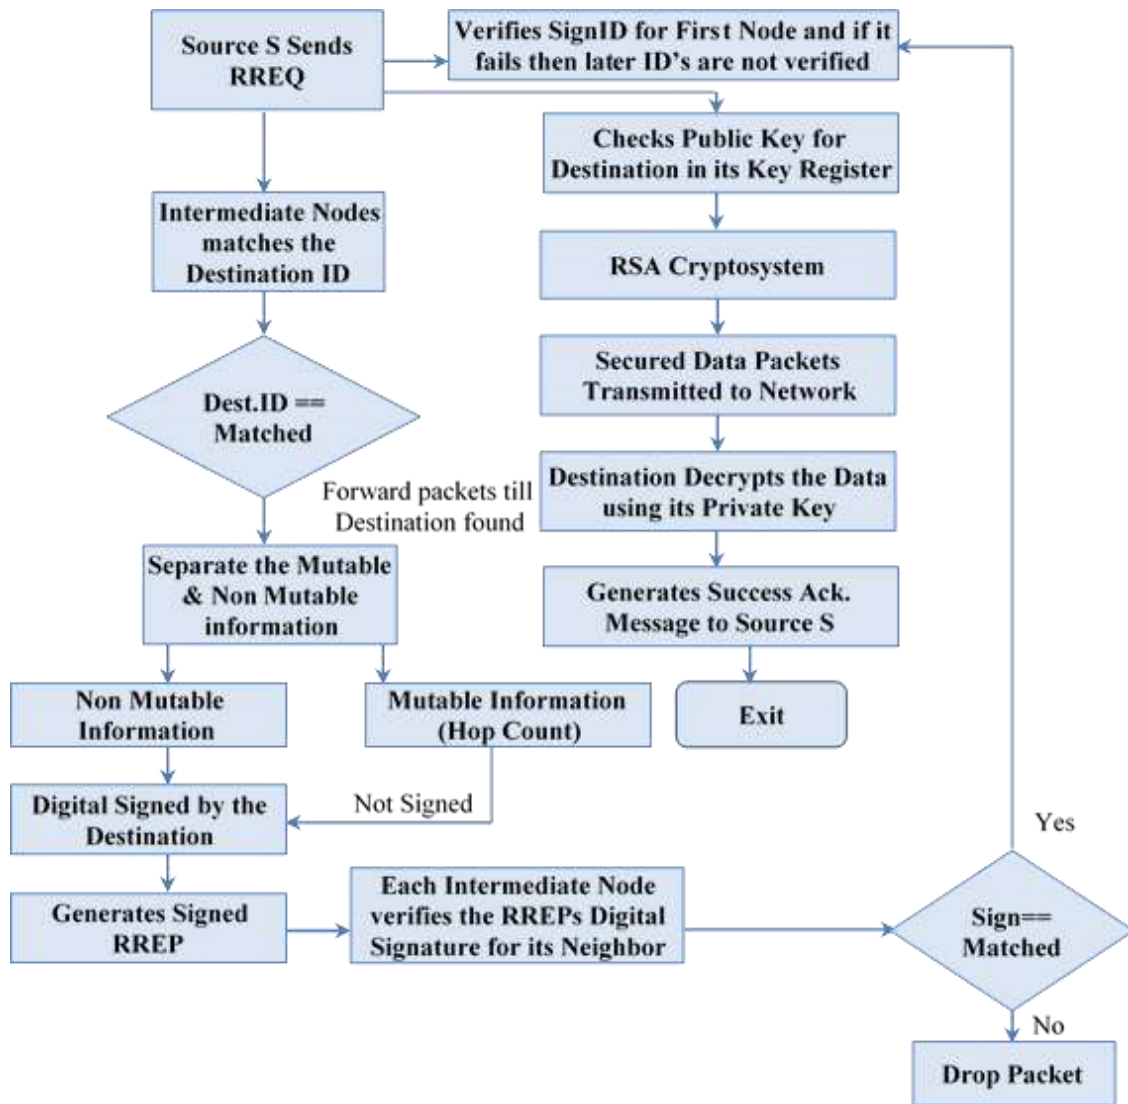 Source S Sends
RREQ
Verifies SignID for First Node and if it
fails then later ID's are not verified
Checks Public Key for
Destination in its Key Register
Intermediate Nodes
matches the
Destination ID
RSA Cryptosystem
Dest.ID ==
Matched
Secured Data Packets
Transmitted to Network
Forward packets till
Destination found
Destination Decrypts the Data
using its Private Key
Separate the Mutable
& Non Mutable
information
Generates Success Ack.
Message to Source S
Non Mutable
Information
Mutable Information
(Hop Count)
Exit
Digital Signed by the
Destination
Not Signed
Yes
Generates Signed
RREP
Each Intermediate Node
verifies the RREPs Digital
Signature for its Neighbor
Sign==
Matched
No
Drop Packet